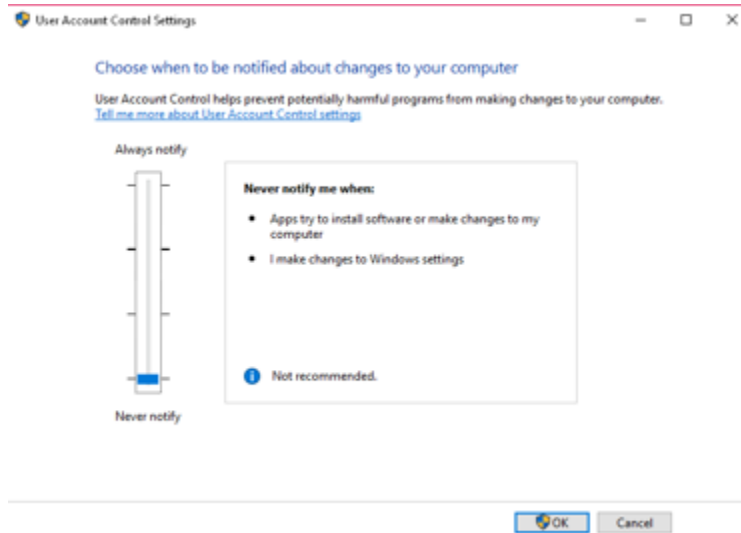 User Account Control Settings
Choose when to be notified about changes to your computer
User Account Control helps prevent potentially harmful programs from making changes to your computer.
Tell me more about User Account Control settings
Always notify
Never notify me when:
Apps try to install software or make changes to my
computer
I make changes to Windows settings
Not recommended.
Never notify
OK
Cancel